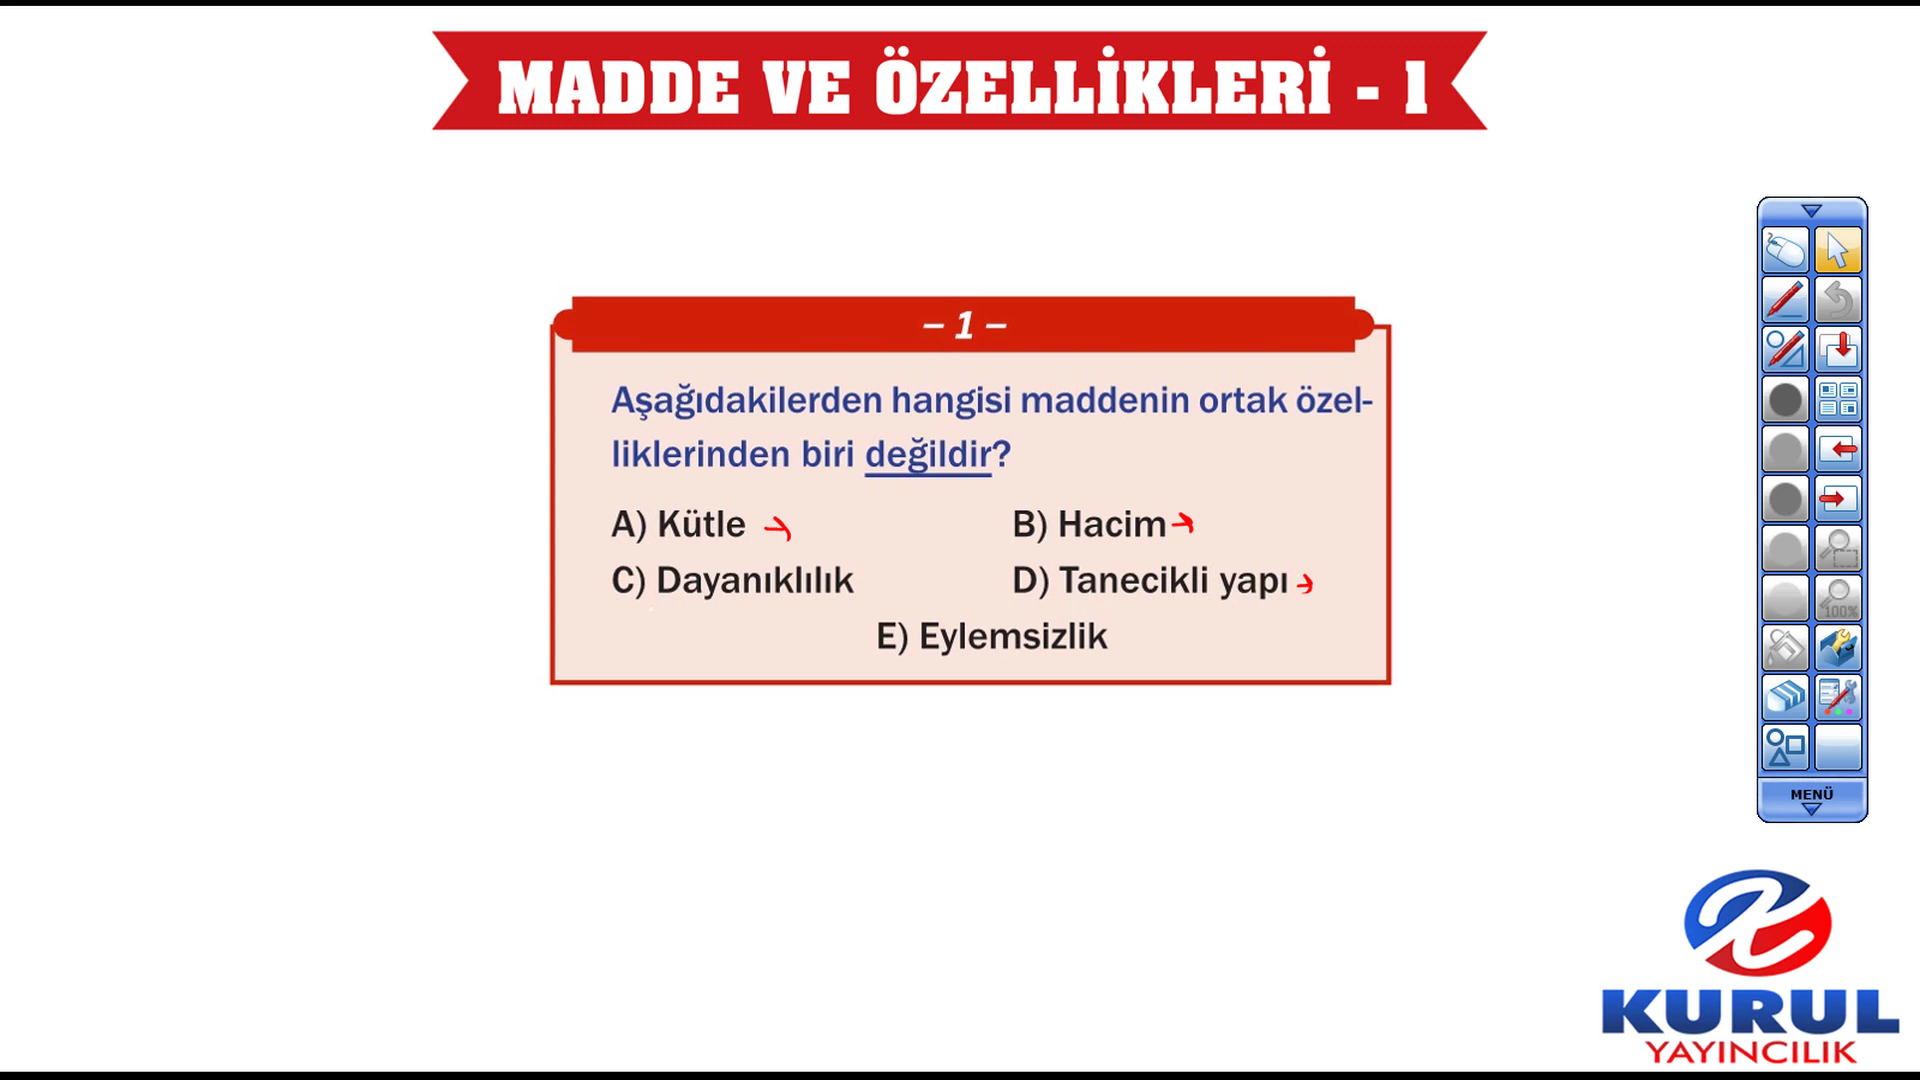 MADDE VE ÖZELLİKLERİ - 1
– 1 –
Aşağıdakilerden hangisi maddenin ortak özel-
liklerinden biri değildir?
A) Kütle
B) Hacim
C) Dayanıklılık
D) Tanecikli yapı
E) Eylemsizlik
100%
MENÜ
KURUL
YAYINCILIK